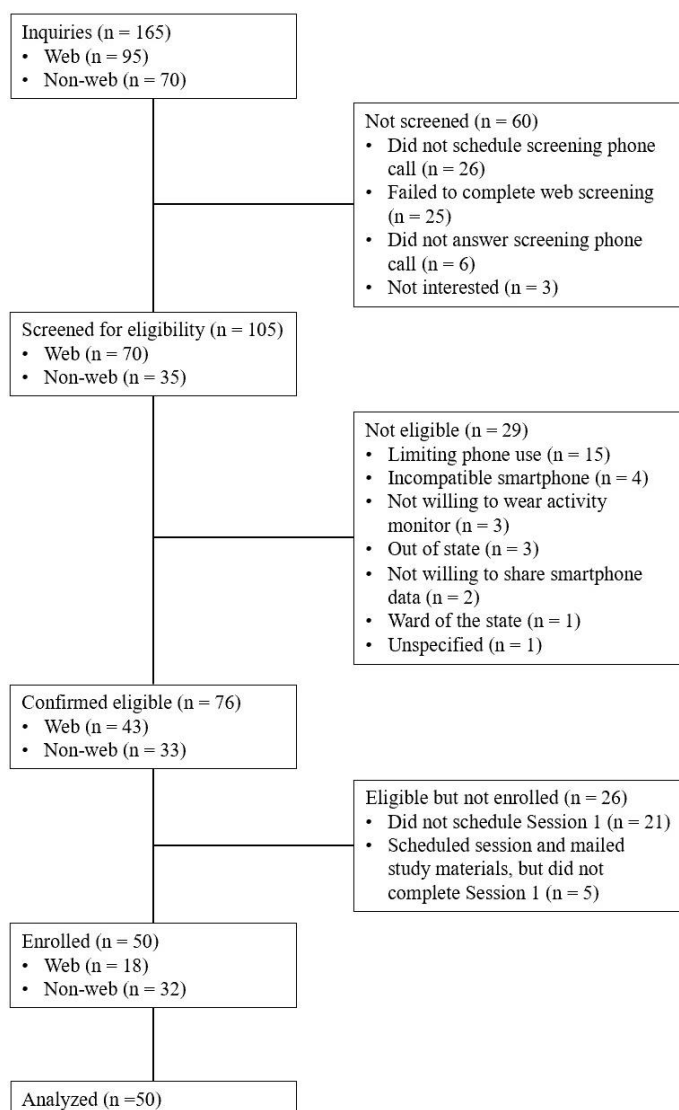 Inquiries (n = 165)
• Web (n = 95)
• Non-web (n = 70)
Not screened (n = 60)
• Did not schedule screening phone
call (n = 26)
• Failed to complete web screening
(n = 25)
• Did not answer screening phone
call (n = 6)
• Not interested (n = 3)
Screened for eligibility (n = 105)
• Web (n = 70)
• Non-web (n = 35)
Not eligible (n = 29)
• Limiting phone use (n = 15)
• Incompatible smartphone (n = 4)
• Not willing to wear activity
monitor (n = 3)
• Out of state (n = 3)
• Not willing to share smartphone
data (n = 2)
• Ward of the state (n = 1)
• Unspecified (n = 1)
Confirmed eligible (n = 76)
• Web (n = 43)
• Non-web (n = 33)
Eligible but not enrolled (n = 26)
• Did not schedule Session 1 (n = 21)
• Scheduled session and mailed
study materials, but did not
complete Session 1 (n = 5)
Enrolled (n = 50)
• Web (n = 18)
• Non-web (n = 32)
Analyzed (n =50)